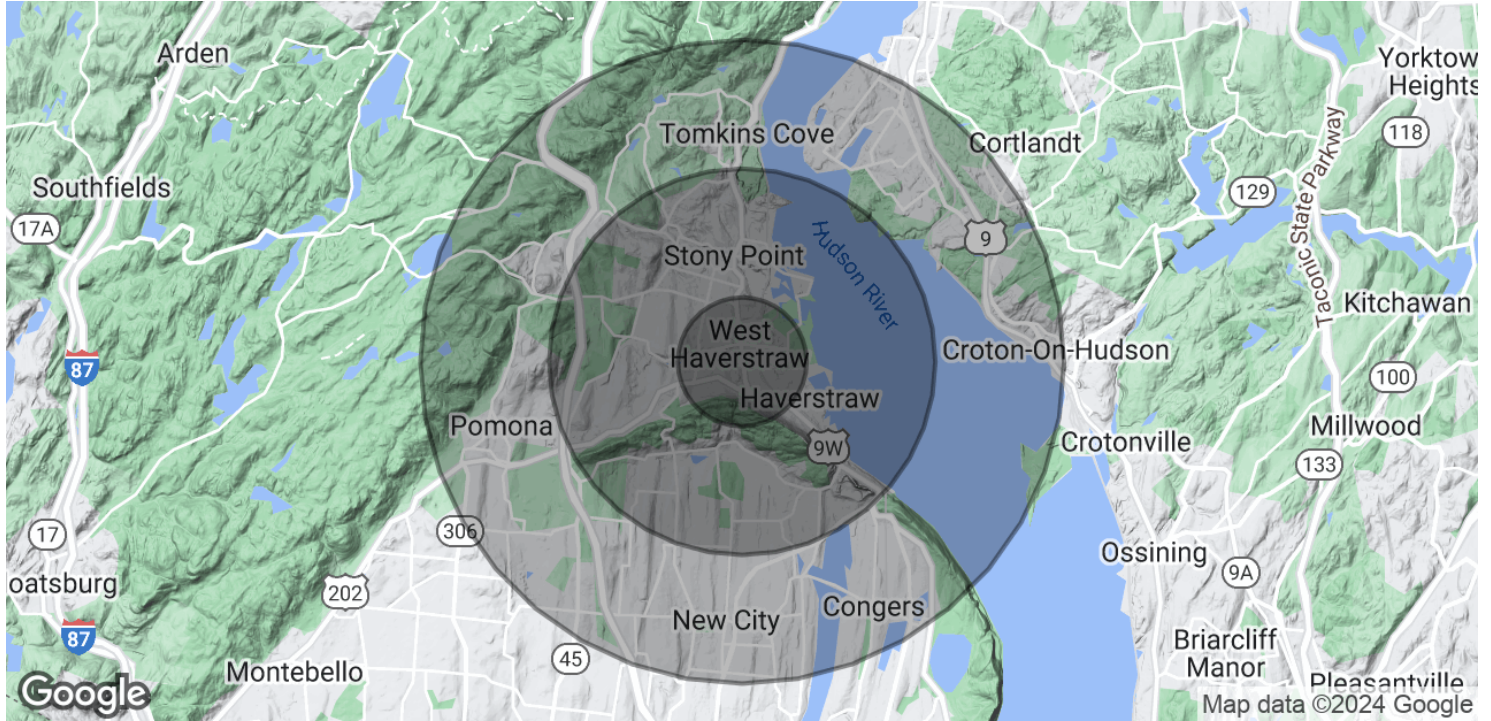 Arden
Yorktow
Heights
118
Tomkins Cove
Cortlandt
Southfields
129
17A
Taconic State Parkway
9
Hudson River
Stony Point
Kitchawan
West
Haverstraw
Croton-On-Hudson
87
100
Haverstraw
Pomona
9W
Crotonville
Millwood
133
306
17
Ossining
9A
oatsburg
202
Congers
New City
87
45
Briarcliff
Manor
Montebello
Pleasantville
Google
Map data ©2024 Google